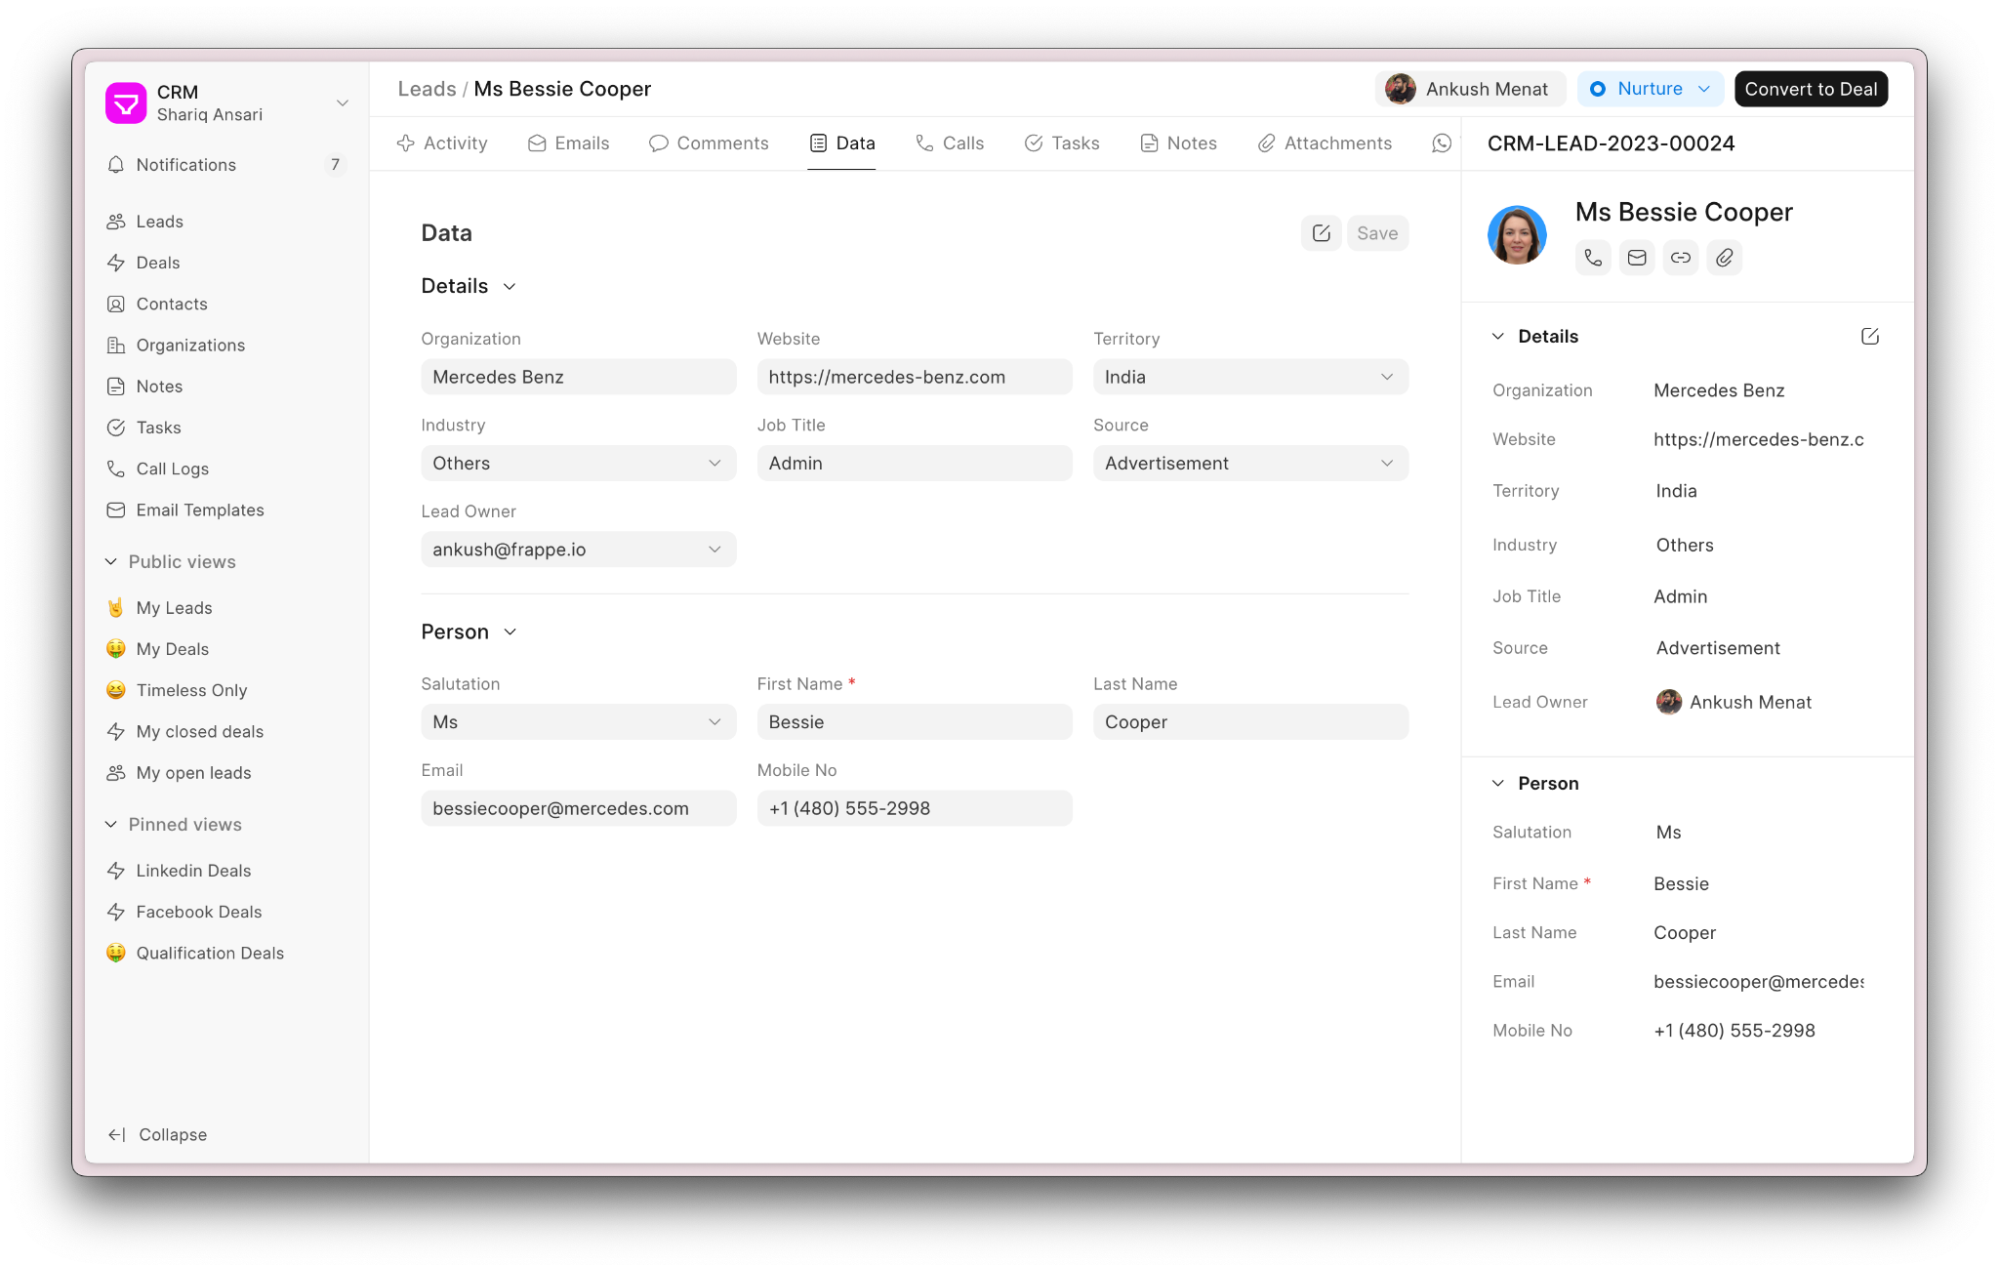 CRM
Shariq Ansari
Notifications 7
Leads
Deals
Contacts
Organizations
Notes
Tasks
Call Logs
Email Templates
Public views
My Leads
My Deals
Timeless Only
My closed deals
My open leads
Pinned views
Linkedin Deals
Facebook Deals
Qualification Deals
Collapse
Leads / Ms Bessie Cooper
Ankush Menat Nurture Convert to Deal
Activity Emails Comments Data Calls Tasks Notes Attachments
Data
Save
Details
Organization Website Territory
Mercedes Benz https://mercedes-benz.com India
Industry Job Title Source
Others Admin Advertisement
Lead Owner
ankush@frappe.io
Person
Salutation First Name * Last Name
Ms Bessie Cooper
Email Mobile No
bessiecooper@mercedes.com +1 (480) 555-2998
CRM-LEAD-2023-00024
Ms Bessie Cooper
Details
Organization Mercedes Benz
Website https://mercedes-benz.c
Territory India
Industry Others
Job Title Admin
Source Advertisement
Lead Owner Ankush Menat
Person
Salutation Ms
First Name * Bessie
Last Name Cooper
Email bessiecooper@mercedes
Mobile No +1 (480) 555-2998